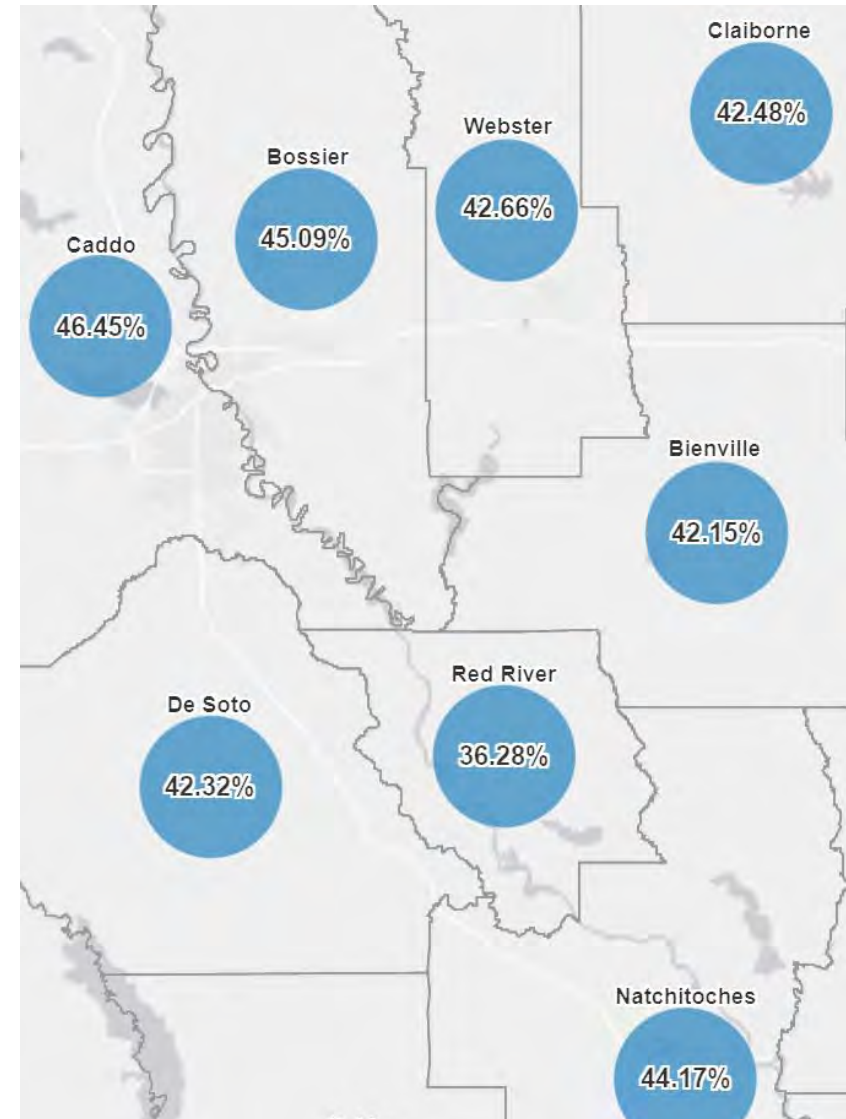 Claiborne
42.48%
Webster
42.66%
Bossier
45.09%
Caddo
46.45%
Bienville
42.15%
Red River
36.28%
De Soto
42.32%
Natchitoches
44.17%